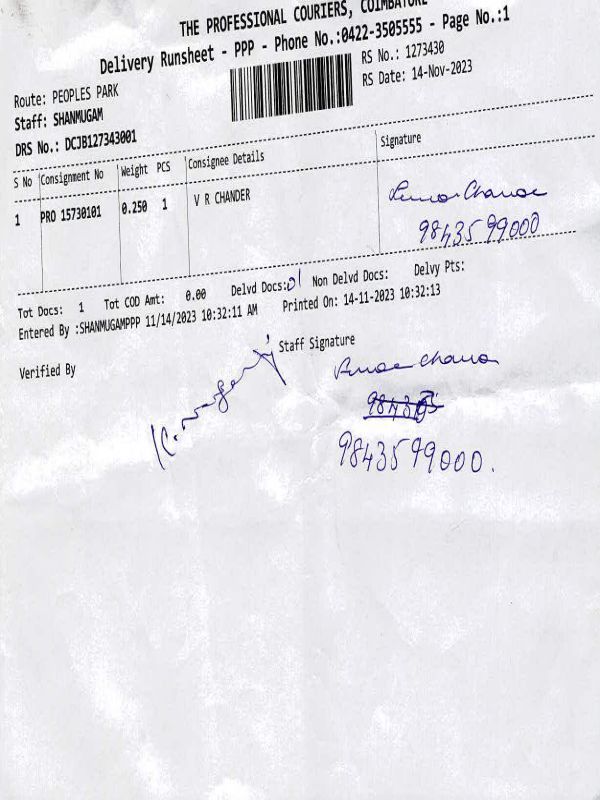 THE PROFESSIONAL COURIERS, COIMBATORE
Delivery Runsheet - PPP - Phone No.:0422-3505555 - Page No.:1
Route: PEOPLES PARK
RS No.: 1273430
Staff: SHANMUGAM
RS Date: 14-Nov-2023
DRS No.: DCJB127343001
S No Consignment No Weight PCS Consignee Details Signature
1 PRO 15730101 0.250 1 V R CHANDER
9843599000
Tot Docs: 1 Tot COD Amt: 0.00 Delvd Docs: 01 Non Delvd Docs: Delvy Pts:
Entered By :SHANMUGAMPPP 11/14/2023 10:32:11 AM Printed On: 14-11-2023 10:32:13
Verified By Staff Signature
9843599000.